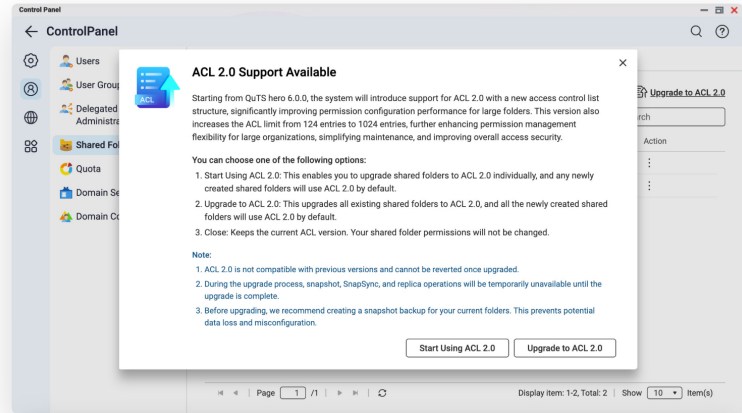 Control Panel
ControlPanel
Users
User Group
Delegated
Administra
Shared Fol
Quota
Domain Se
Domain Co
Upgrade to ACL 2.0
rch
Action
ACL
ACL 2.0 Support Available
Starting from QuTS hero 6.0.0, the system will introduce support for ACL 2.0 with a new access control list
structure, significantly improving permission configuration performance for large folders. This version also
increases the ACL limit from 124 entries to 1024 entries, further enhancing permission management
flexibility for large organizations, simplifying maintenance, and improving overall access security.
You can choose one of the following options:
1. Start Using ACL 2.0: This enables you to upgrade shared folders to ACL 2.0 individually, and any newly
created shared folders will use ACL 2.0 by default.
2. Upgrade to ACL 2.0: This upgrades all existing shared folders to ACL 2.0, and all the newly created shared
folders will use ACL 2.0 by default.
3. Close: Keeps the current ACL version. Your shared folder permissions will not be changed.
Note:
1. ACL 2.0 is not compatible with previous versions and cannot be reverted once upgraded.
2. During the upgrade process, snapshot, SnapSync, and replica operations will be temporarily unavailable until the
upgrade is complete.
3. Before upgrading, we recommend creating a snapshot backup for your current folders. This prevents potential
data loss and misconfiguration.
Start Using ACL 2.0 Upgrade to ACL 2.0
Page 1 /1 Display item: 1-2, Total: 2 Show 10 Item(s)